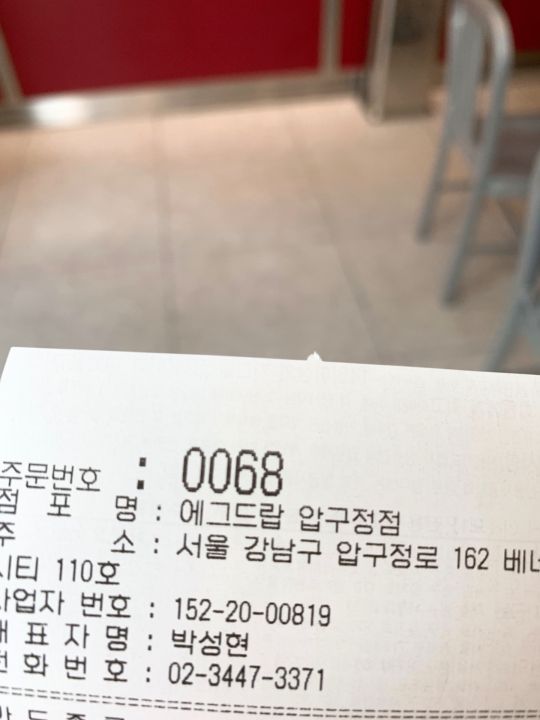 주문번호 : 0068
점 포 명 : 에그드랍 압구정점
주 소 : 서울 강남구 압구정로 162 베네
시티 110호
사업자 번호 : 152-20-00819
대 표 자 명 : 박성현
전 화 번 호 : 02-3447-3371